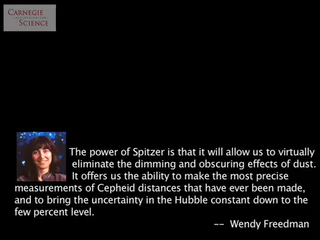 CARNEGIE
SCIENCE
The power of Spitzer is that it will allow us to virtually
eliminate the dimming and obscuring effects of dust.
It offers us the ability to make the most precise
measurements of Cepheid distances that have ever been made,
and to bring the uncertainty in the Hubble constant down to the
few percent level.
-- Wendy Freedman